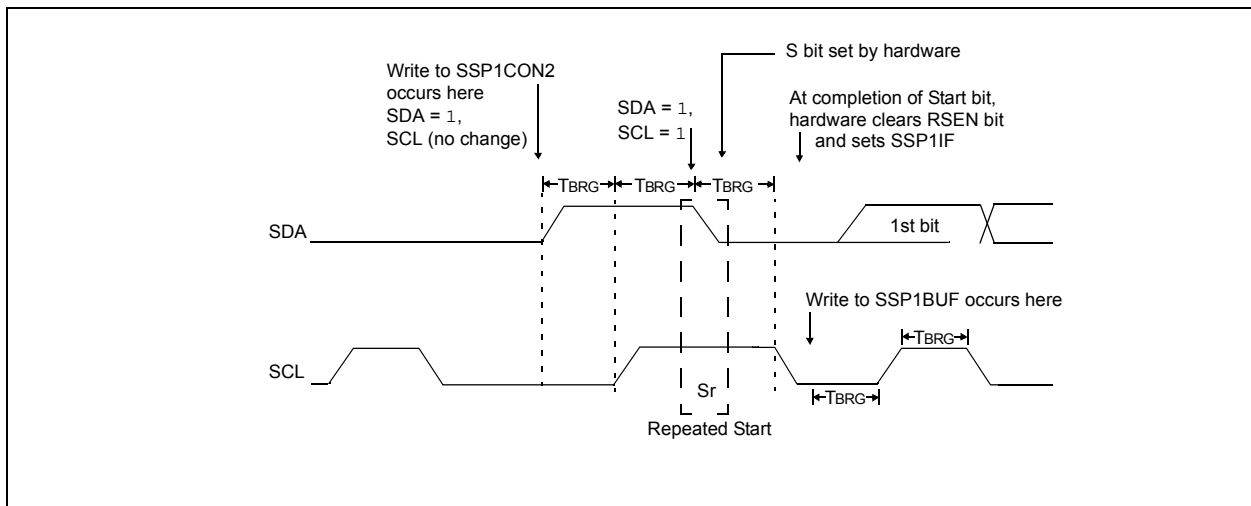 S bit set by hardware
Write to SSP1CON2
occurs here
SDA = 1,
SCL (no change)
SDA = 1,
SCL = 1
At completion of Start bit,
hardware clears RSEN bit
and sets SSP1IF
TBRG TBRG TBRG
SDA
1st bit
Write to SSP1BUF occurs here
TBRG
SCL
Sr
TBRG
Repeated Start